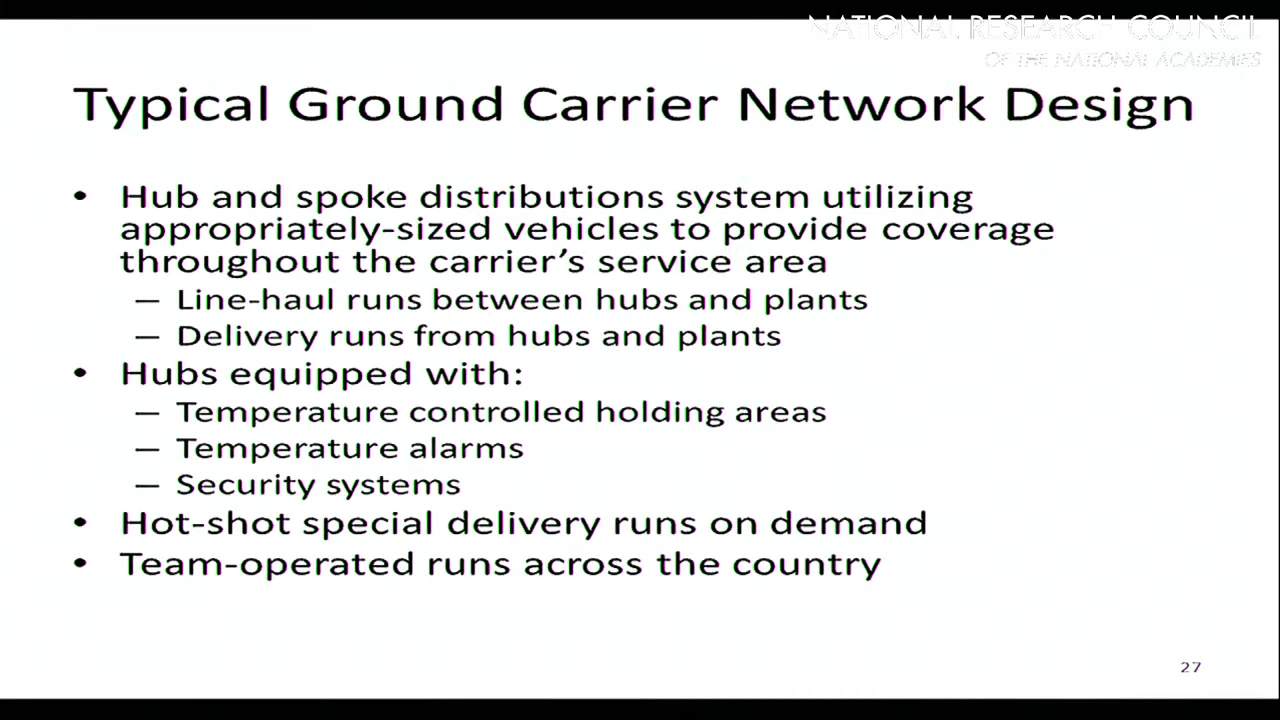 NATIONAL RESEARCH COUNCIL
OF THE NATIONAL ACADEMIES
Typical Ground Carrier Network Design
• Hub and spoke distributions system utilizing
appropriately-sized vehicles to provide coverage
throughout the carrier’s service area
– Line-haul runs between hubs and plants
– Delivery runs from hubs and plants
• Hubs equipped with:
– Temperature controlled holding areas
– Temperature alarms
– Security systems
• Hot-shot special delivery runs on demand
• Team-operated runs across the country
27